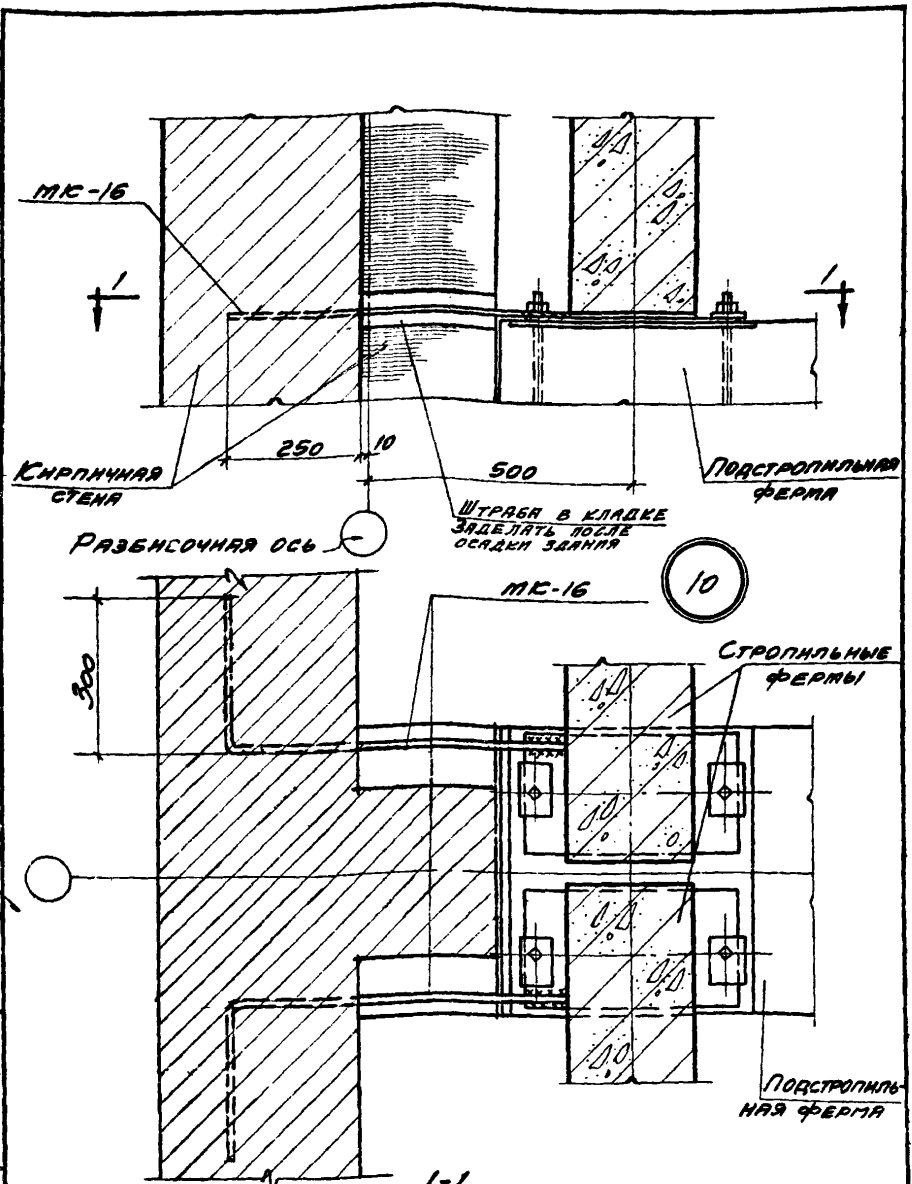 МК-16
1
1
250
10
500
КИРПИЧНАЯ
СТЕНА
ПОДСТРОПИЛЬНАЯ
ФЕРМА
ШТРАБА В КЛАДКЕ
ЗАДЕЛАТЬ ПОСЛЕ
ОСАДКИ ЗДАНИЯ
РАЗБИВОЧНАЯ ОСЬ
МК-16
10
300
СТРОПИЛЬНЫЕ
ФЕРМЫ
ПОДСТРОПИЛЬ-
НАЯ ФЕРМА
1-1